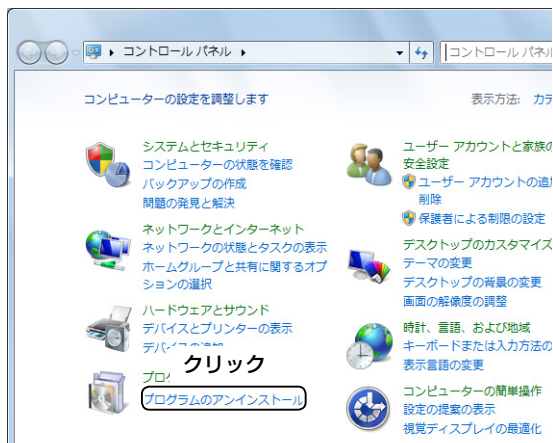 コントロール パネル
コントロール パネル
コンピューターの設定を調整します
表示方法: カテ
システムとセキュリティ
コンピューターの状態を確認
バックアップの作成
問題の発見と解決
ネットワークとインターネット
ネットワークの状態とタスクの表示
ホームグループと共有に関するオプ
ションの選択
ハードウェアとサウンド
デバイスとプリンターの表示
クリック
プログラムのアンインストール
ユーザー アカウントと家族の
安全設定
ユーザー アカウントの追加
削除
保護者による制限の設定
デスクトップのカスタマイズ
テーマの変更
デスクトップの背景の変更
画面の解像度の調整
時計、言語、および地域
キーボードまたは入力方法の
表示言語の変更
コンピューターの簡単操作
設定の提案の表示
視覚ディスプレイの最適化